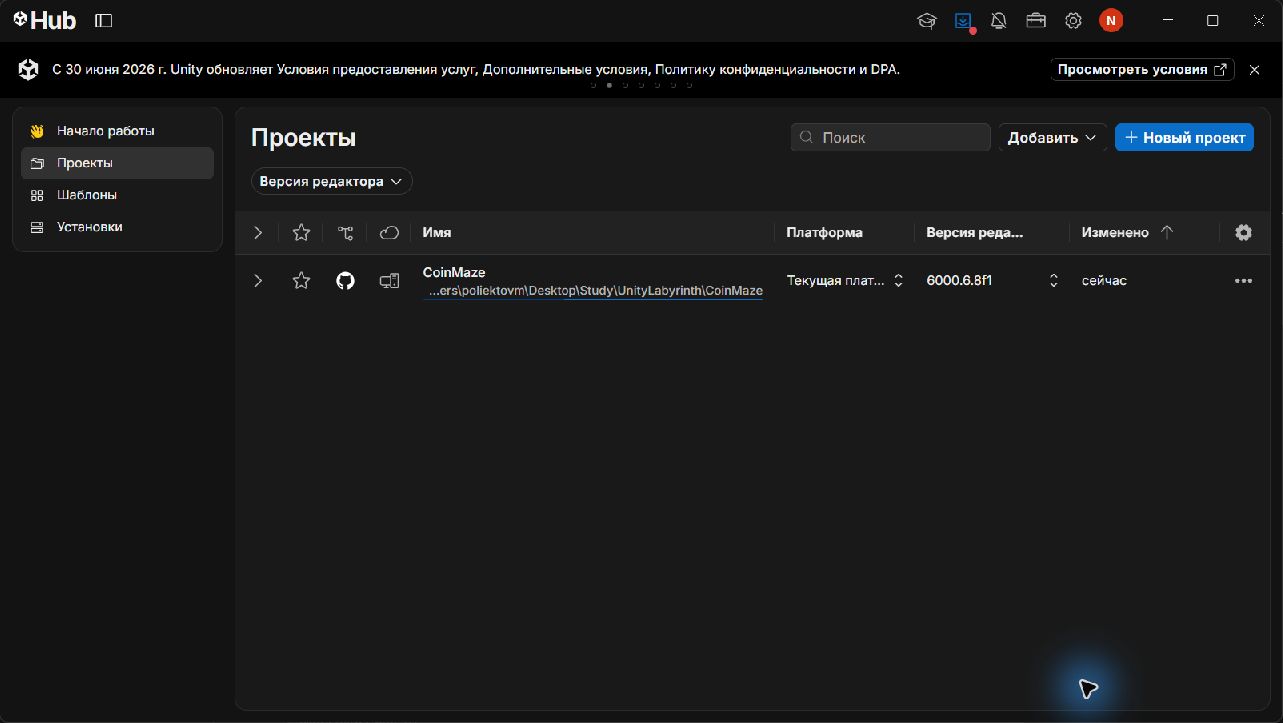 Hub
N
С 30 июня 2026 г. Unity обновляет Условия предоставления услуг, Дополнительные условия, Политику конфиденциальности и DPA.
Просмотреть условия
Начало работы
Проекты
Шаблоны
Установки
Проекты
Поиск
Добавить
+ Новый проект
Версия редактора
Имя
Платформа
Версия реда...
Изменено
CoinMaze
...ers\poliektovm\Desktop\Study\UnityLabyrinth\CoinMaze
Текущая плат...
6000.6.8f1
сейчас